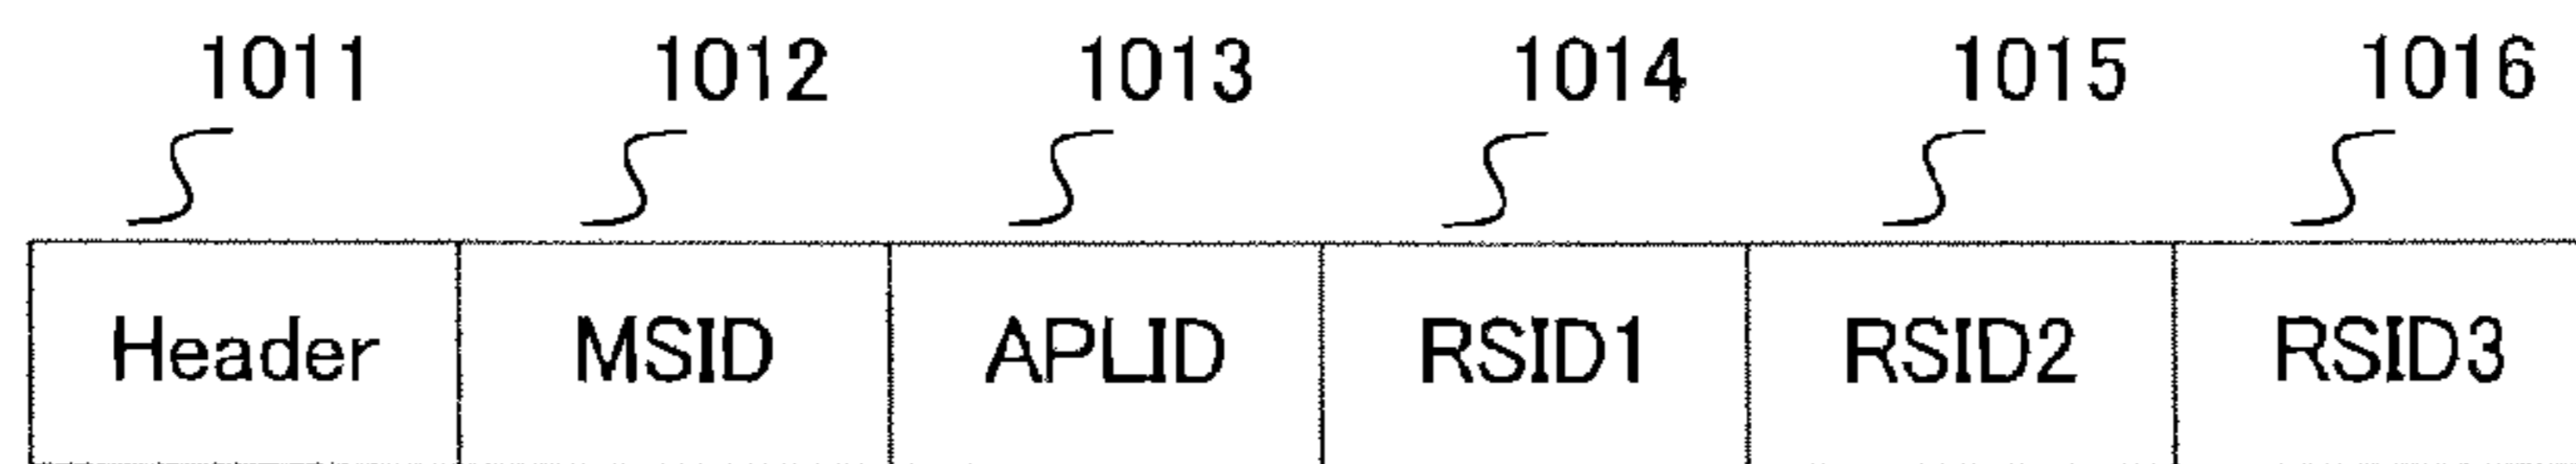 1011 1012 1013 1014 1015 1016
Header MSID APLID RSID1 RSID2 RSID3